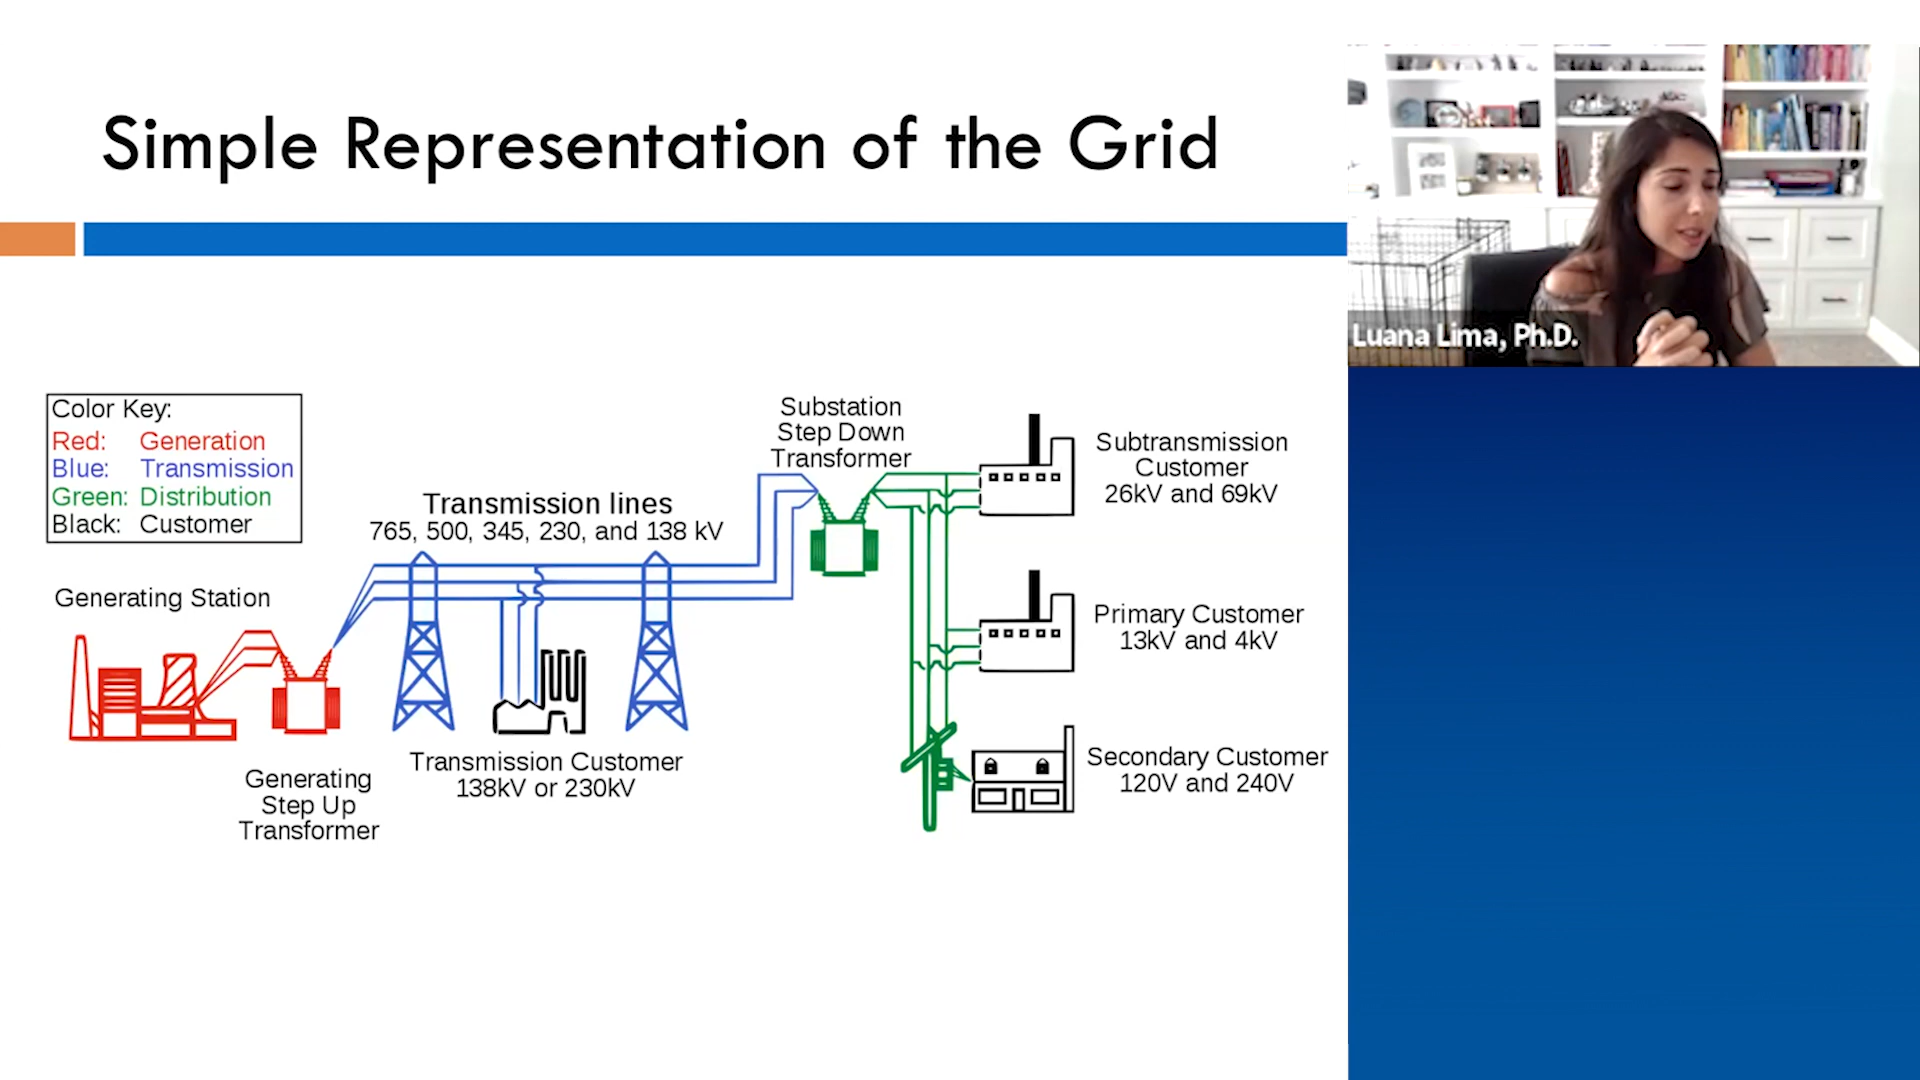 Simple Representation of the Grid
Luana Lima, Ph.D.
Color Key:
Red: Generation
Blue: Transmission
Green: Distribution
Black: Customer
Generating Station
Generating
Step Up
Transformer
Transmission lines
765, 500, 345, 230, and 138 kV
Transmission Customer
138kV or 230kV
Substation
Step Down
Transformer
Subtransmission
Customer
26kV and 69kV
Primary Customer
13kV and 4kV
Secondary Customer
120V and 240V